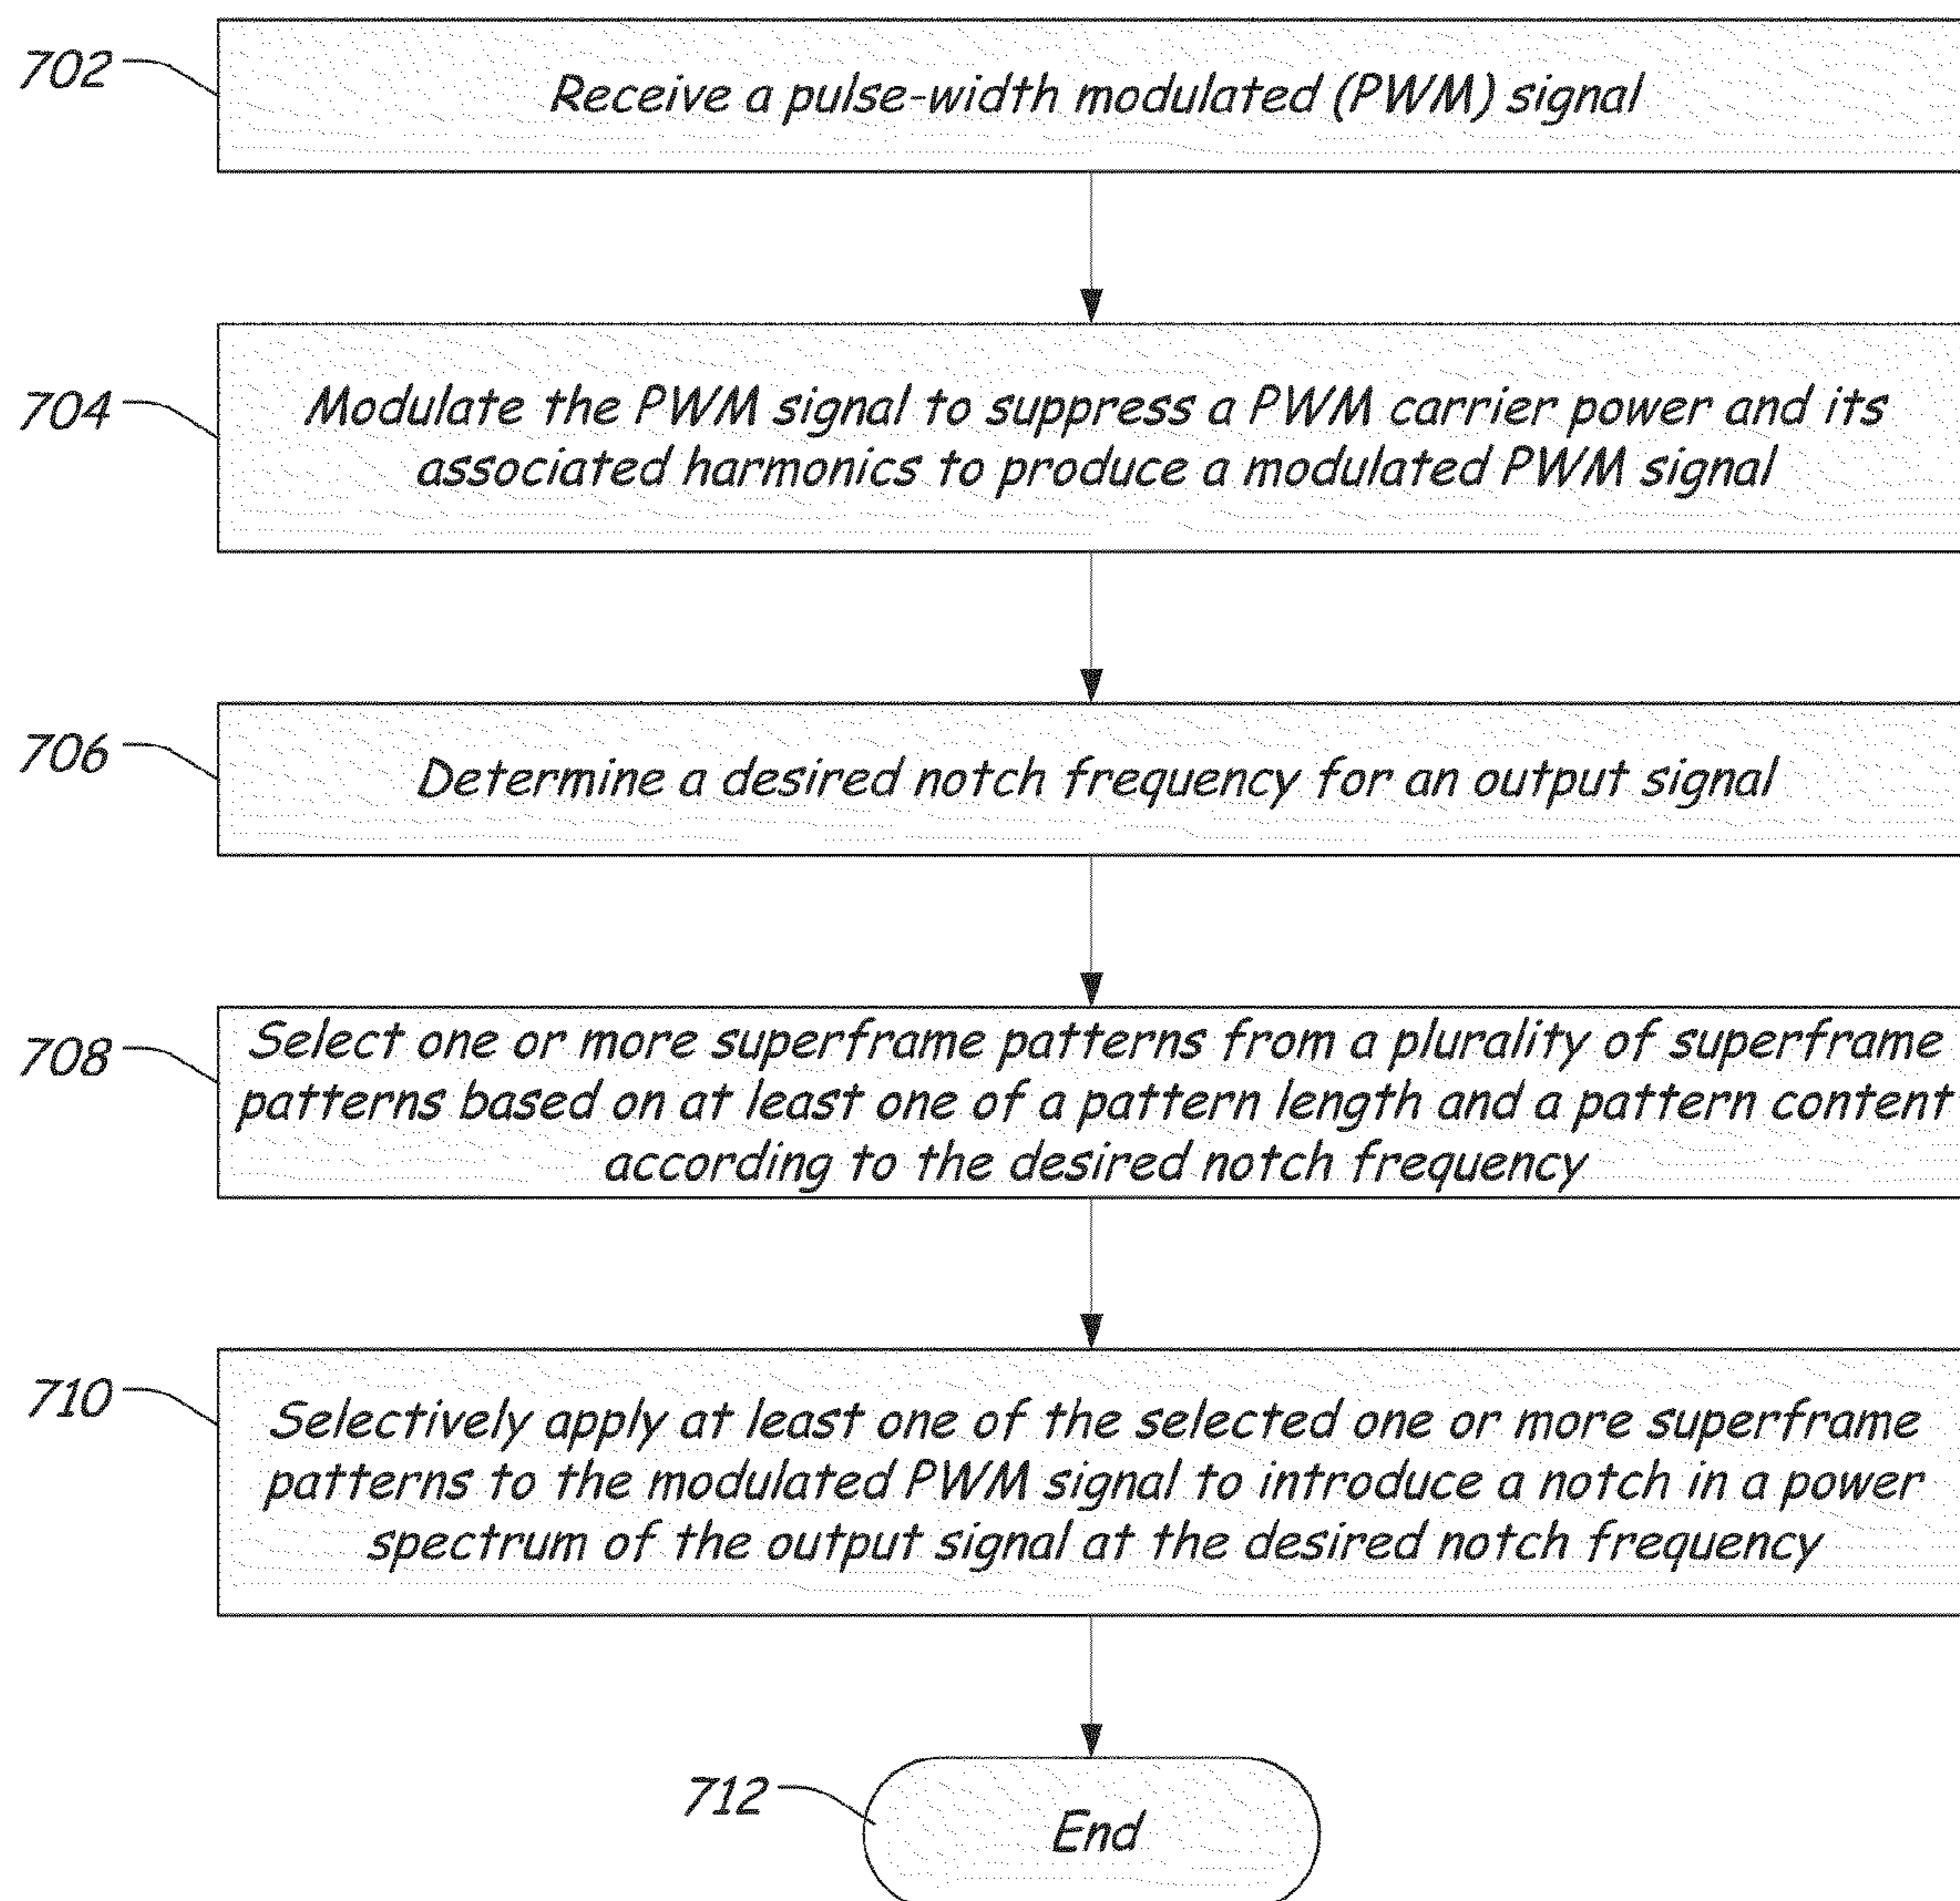 702
Receive a pulse-width modulated (PWM) signal
704
Modulate the PWM signal to suppress a PWM carrier power and its
associated harmonics to produce a modulated PWM signal
706
Determine a desired notch frequency for an output signal
708
Select one or more superframe patterns from a plurality of superframe
patterns based on at least one of a pattern length and a pattern content
according to the desired notch frequency
710
Selectively apply at least one of the selected one or more superframe
patterns to the modulated PWM signal to introduce a notch in a power
spectrum of the output signal at the desired notch frequency
712
End